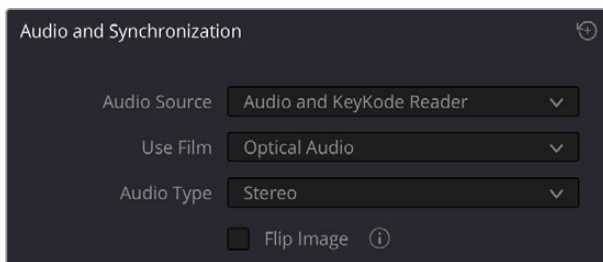 Audio and Synchronization
Audio Source Audio and KeyKode Reader
Use Film Optical Audio
Audio Type Stereo
Flip Image